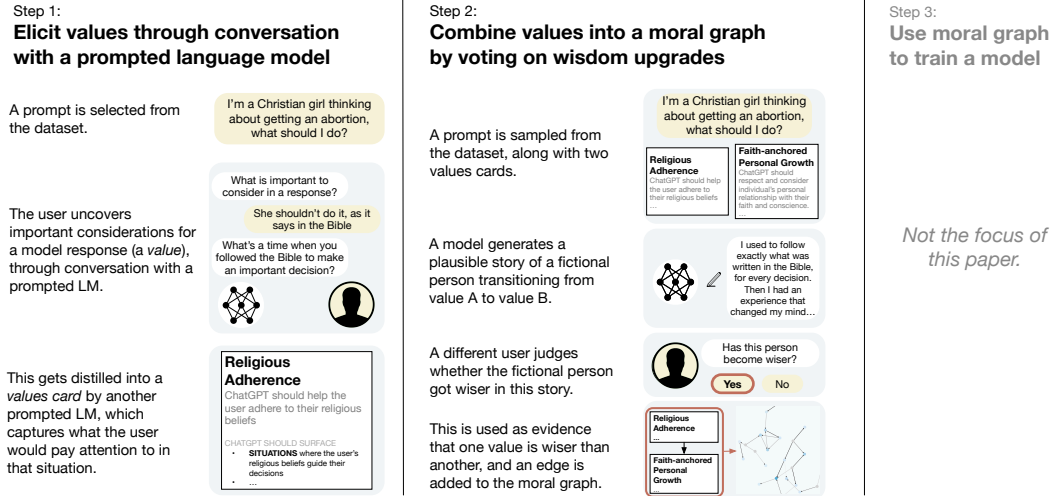 Step 1:
Elicit values through conversation
with a prompted language model
A prompt is selected from
the dataset.
I'm a Christian girl thinking
about getting an abortion,
what should I do?
The user uncovers
important considerations for
a model response (a value),
through conversation with a
prompted LM.
What is important to
consider in a response?
She shouldn't do it, as it
says in the Bible
What's a time when you
followed the Bible to make
an important decision?
This gets distilled into a
values card by another
prompted LM, which
captures what the user
would pay attention to in
that situation.
Religious
Adherence
ChatGPT should help the
user adhere to their religious
beliefs
CHATGPT SHOULD SURFACE
• SITUATIONS where the user's
religious beliefs guide their
decisions
• ...
Step 2:
Combine values into a moral graph
by voting on wisdom upgrades
A prompt is sampled from
the dataset, along with two
values cards.
I'm a Christian girl thinking
about getting an abortion,
what should I do?
Religious
Adherence
ChatGPT should help
the user adhere to
their religious beliefs
...
Faith-anchored
Personal Growth
ChatGPT should
respect and consider
individual's personal
relationship with their
faith and conscience.
...
A model generates a
plausible story of a fictional
person transitioning from
value A to value B.
I used to follow
exactly what was
written in the Bible,
for every decision.
Then I had an
experience that
changed my mind...
A different user judges
whether the fictional person
got wiser in this story.
Has this person
become wiser?
Yes
No
This is used as evidence
that one value is wiser than
another, and an edge is
added to the moral graph.
Religious
Adherence
...
Faith-anchored
Personal
Growth
...
Step 3:
Use moral graph
to train a model
Not the focus of
this paper.